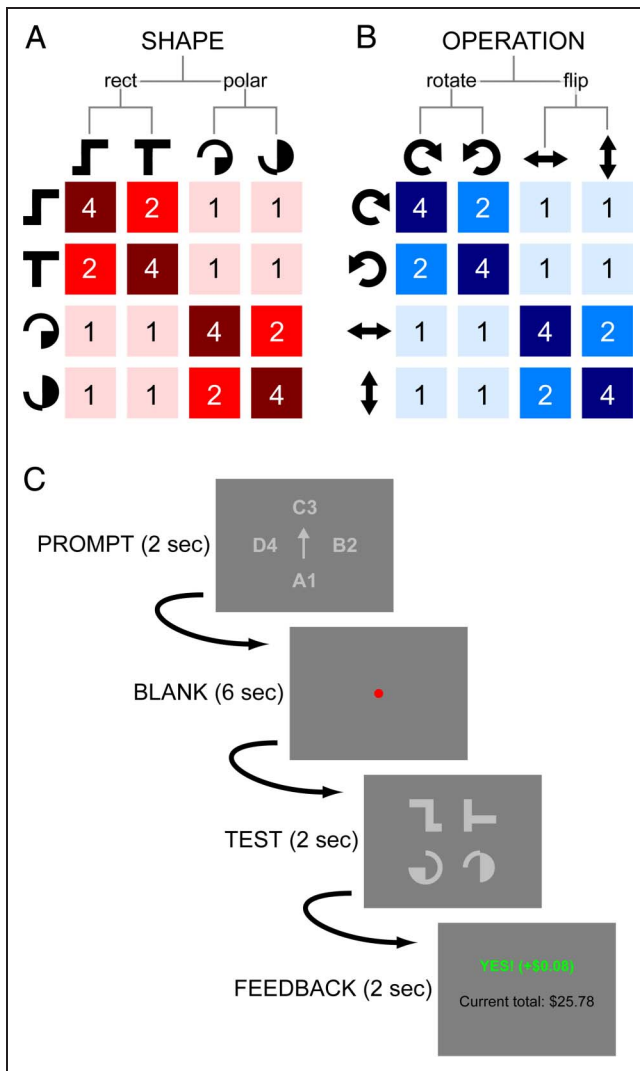 A SHAPE
rect polar
4 2 1 1
2 4 1 1
1 1 4 2
1 1 2 4
B OPERATION
rotate flip
4 2 1 1
2 4 1 1
1 1 4 2
1 1 2 4
C
PROMPT (2 sec)
C3
D4 B2
A1
BLANK (6 sec)
TEST (2 sec)
FEEDBACK (2 sec)
YES! (+$0.08)
Current total: $25.78